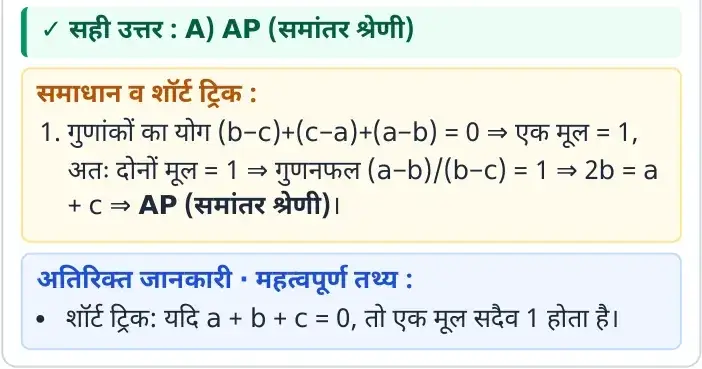 ✓ सही उत्तर : A) AP (समांतर श्रेणी)
समाधान व शॉर्ट ट्रिक :
1. गुणांकों का योग (b−c)+(c−a)+(a−b) = 0 ⇒ एक मूल = 1,
अतः दोनों मूल = 1 ⇒ गुणनफल (a−b)/(b−c) = 1 ⇒ 2b = a
+ c ⇒ AP (समांतर श्रेणी)।
अतिरिक्त जानकारी · महत्वपूर्ण तथ्य :
• शॉर्ट ट्रिक: यदि a + b + c = 0, तो एक मूल सदैव 1 होता है।